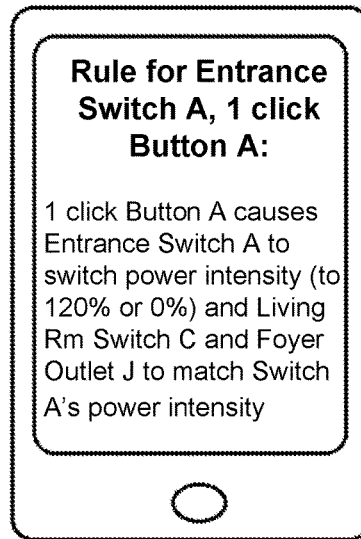 Rule for Entrance
Switch A, 1 click
Button A:
1 click Button A causes
Entrance Switch A to
switch power intensity (to
120% or 0%) and Living
Rm Switch C and Foyer
Outlet J to match Switch
A's power intensity